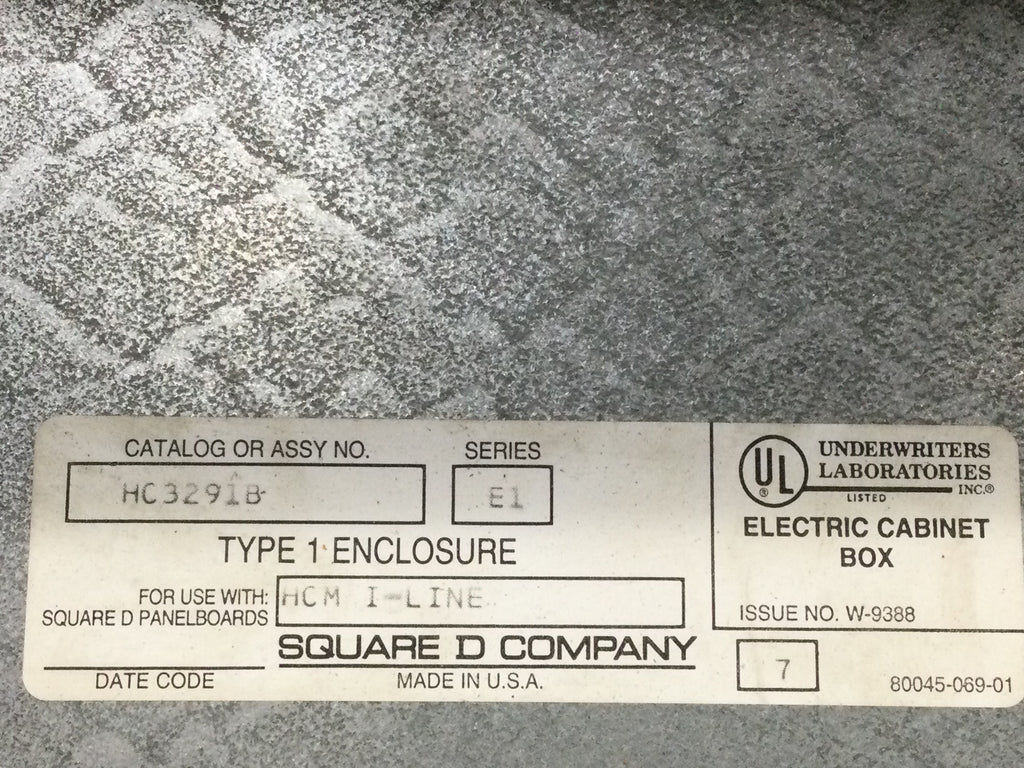 CATALOG OR ASSY NO.
HC3291B
SERIES
E1
TYPE 1 ENCLOSURE
FOR USE WITH:
SQUARE D PANELBOARDS
HCM I-LINE
SQUARE D COMPANY
MADE IN U.S.A.
DATE CODE
UL
®
UNDERWRITERS
LABORATORIES
INC.®
LISTED
ELECTRIC CABINET
BOX
ISSUE NO. W-9388
7
80045-069-01